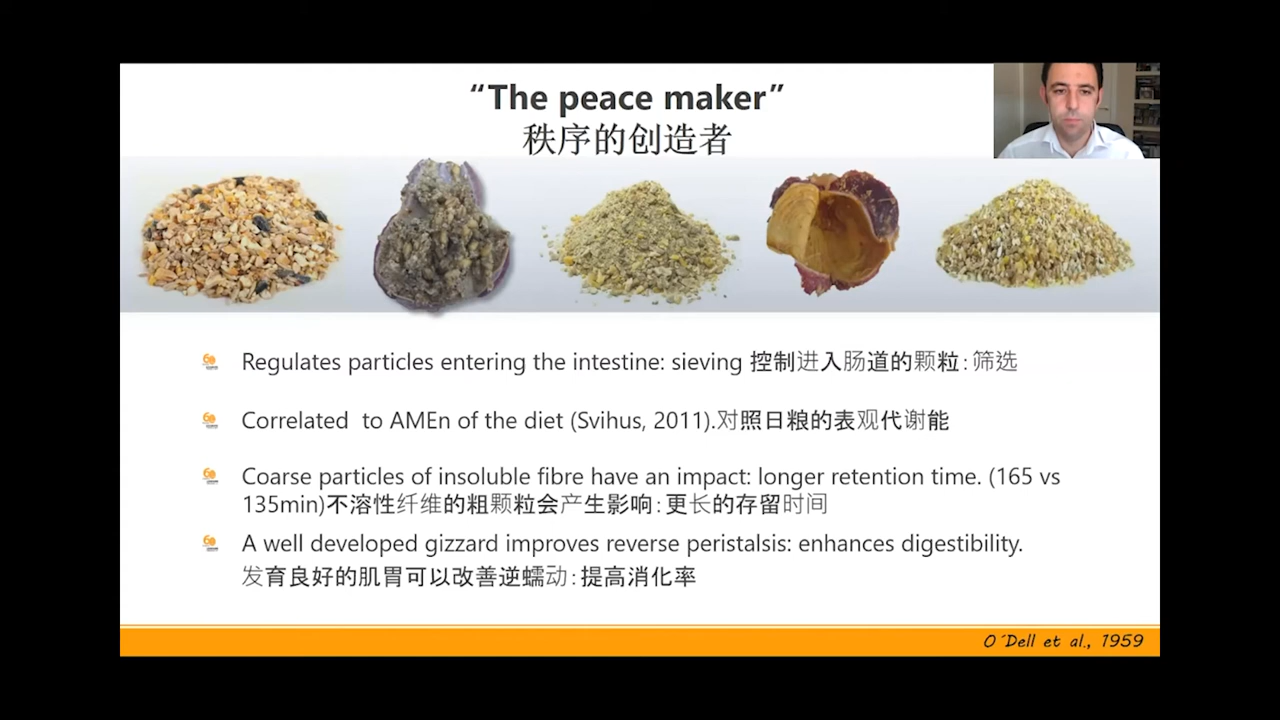 “The peace maker”
秩序的创造者
Regulates particles entering the intestine: sieving 控制进入肠道的颗粒: 筛选
Correlated to AMEn of the diet (Svihus, 2011).对照日粮的表观代谢能
Coarse particles of insoluble fibre have an impact: longer retention time. (165 vs
135min)不溶性纤维的粗颗粒会产生影响: 更长的存留时间
A well developed gizzard improves reverse peristalsis: enhances digestibility.
发育良好的肌胃可以改善逆蠕动: 提高消化率
O´Dell et al., 1959